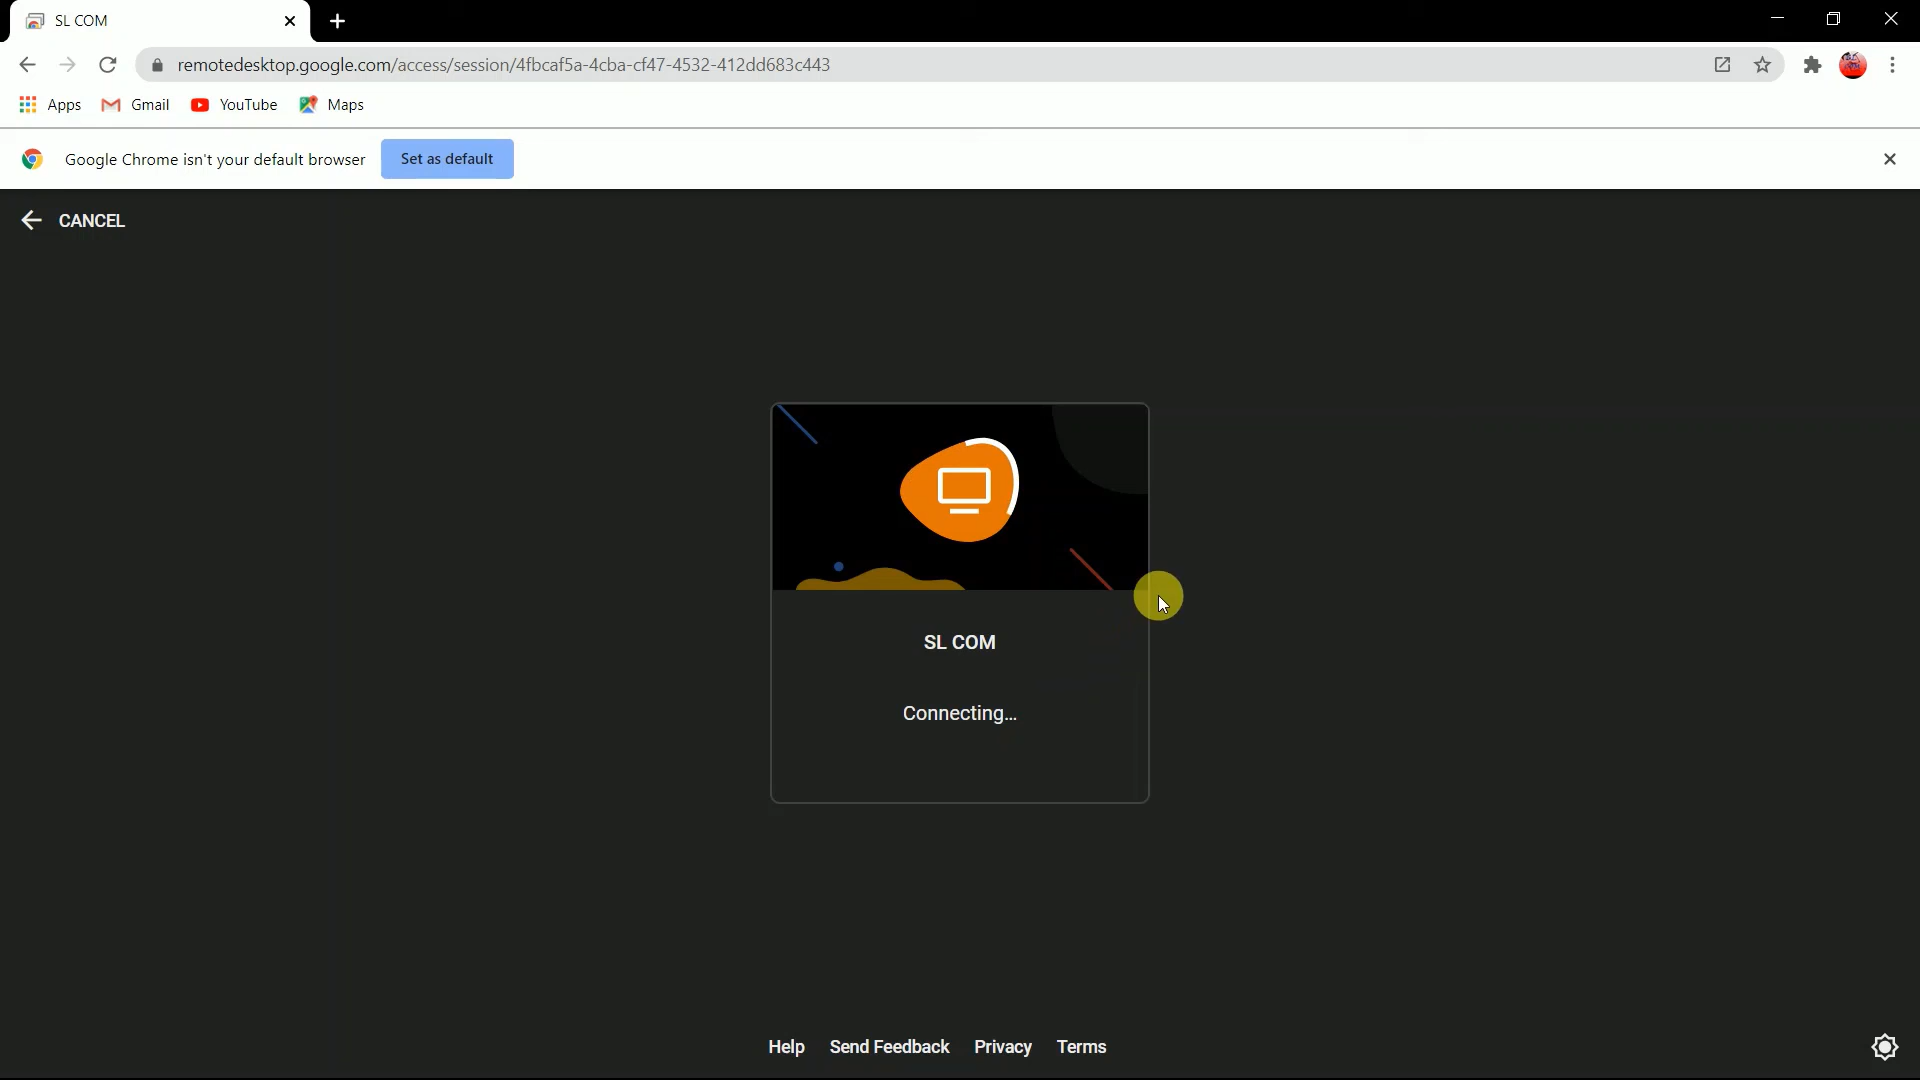 SL COM
remotedesktop.google.com/access/session/4fbcaf5a-4cba-cf47-4532-412dd683c443
Apps Gmail YouTube Maps
Google Chrome isn't your default browser Set as default
CANCEL
SL COM
Connecting...
Help Send Feedback Privacy Terms